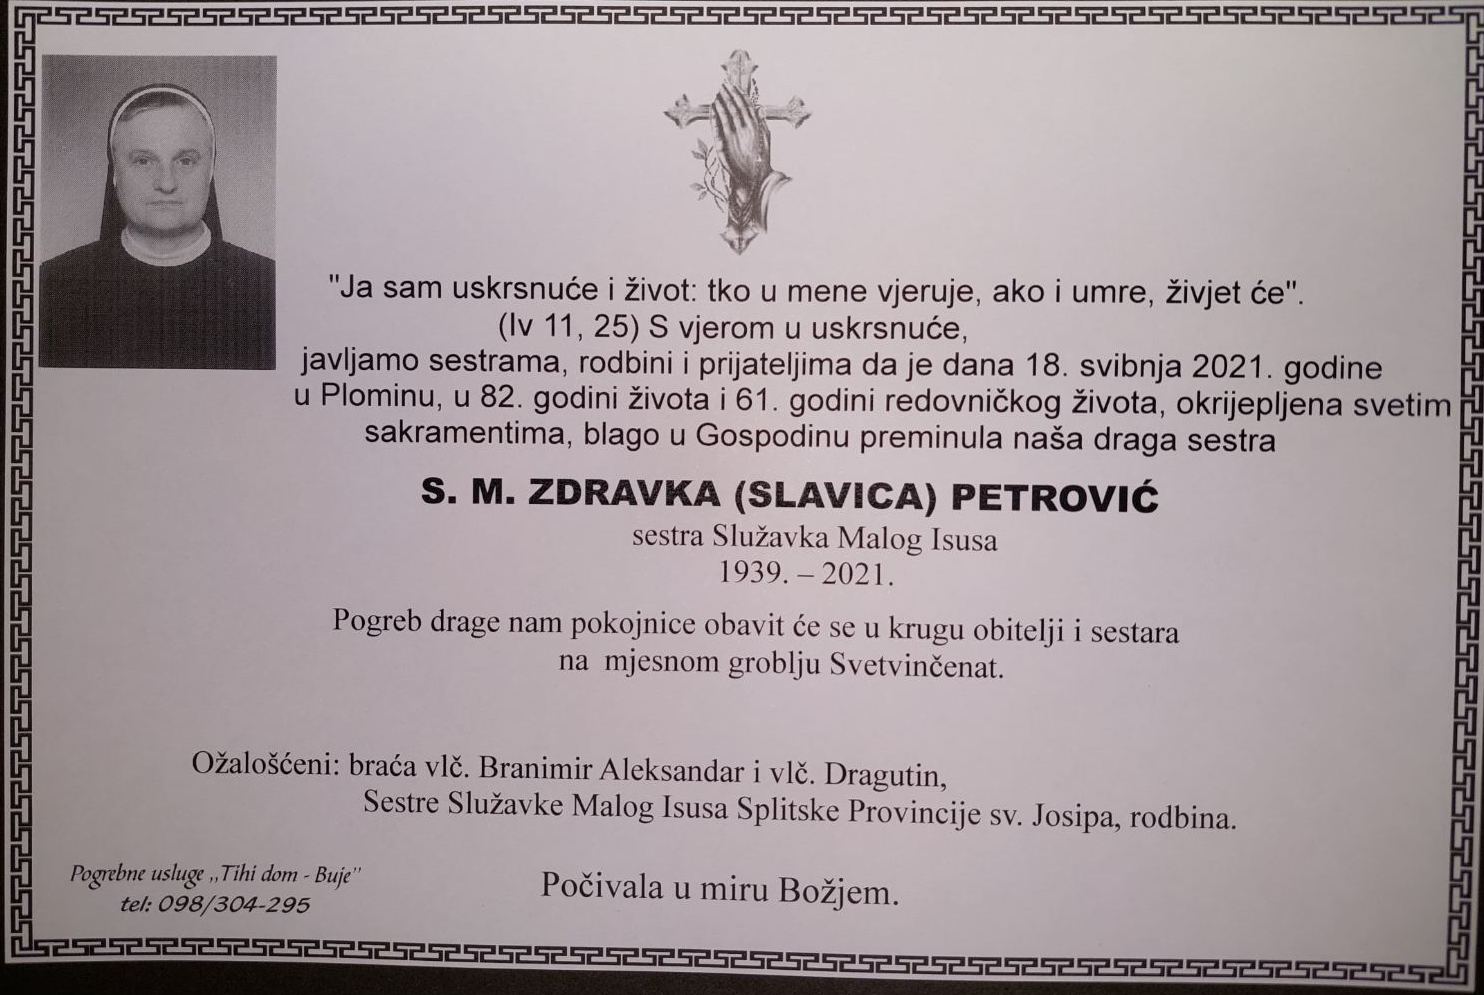 "Ja sam uskrsnuće i život: tko u mene vjeruje, ako i umre, živjet će".
(Iv 11, 25) S vjerom u uskrsnuće,
javljamo sestrama, rodbini i prijateljima da je dana 18. svibnja 2021. godine
u Plominu, u 82. godini života i 61. godini redovničkog života, okrijepljena svetim
sakramentima, blago u Gospodinu preminula naša draga sestra
S. M. ZDRAVKA (SLAVICA) PETROVIĆ
sestra Služavka Malog Isusa
1939. – 2021.
Pogreb drage nam pokojnice obavit će se u krugu obitelji i sestara
na mjesnom groblju Svetvinčenat.
Ožalošćeni: braća vlč. Branimir Aleksandar i vlč. Dragutin,
Sestre Služavke Malog Isusa Splitske Provincije sv. Josipa, rodbina.
Počivala u miru Božjem.
Pogrebne usluge ,,Tihi dom - Buje"
tel: 098/304-295